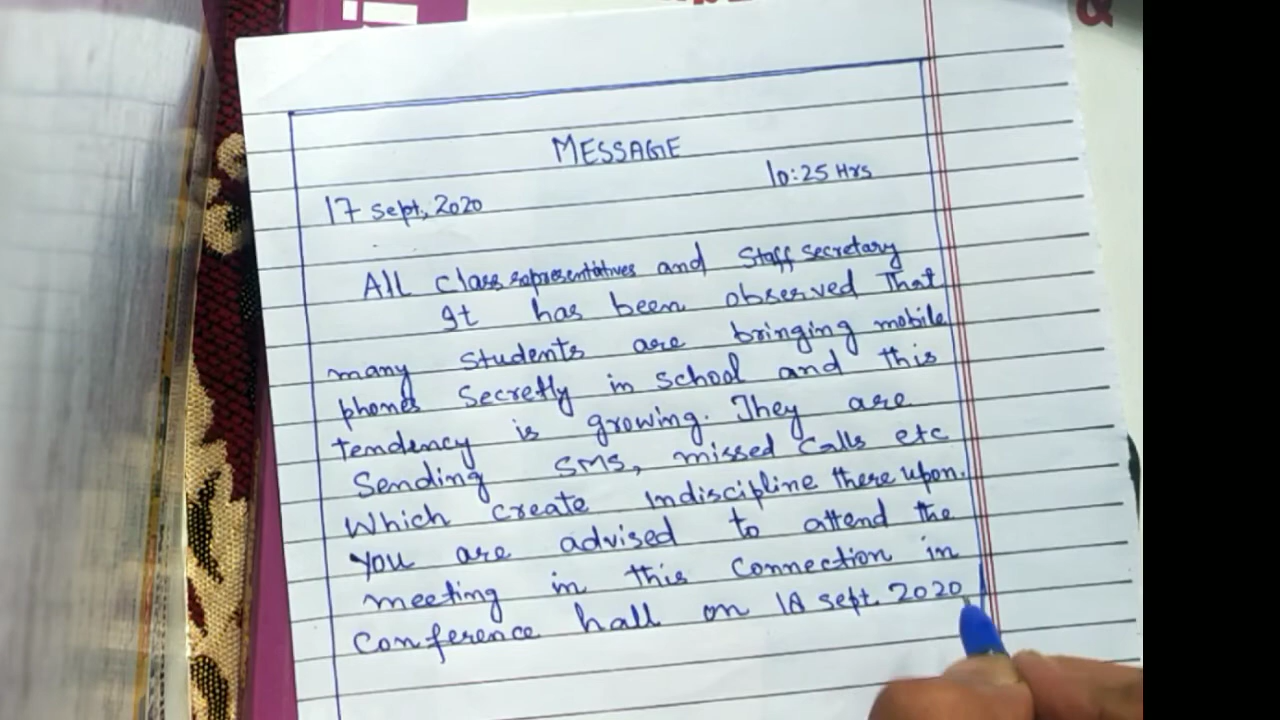 MESSAGE
10:25 Hrs
17 Sept, 2020
All class representatives and Staff Secretary
It has been observed That
many students are bringing mobile
phones Secretly in school and this
tendency is growing. They are
Sending SMS, missed Calls etc
Which create Indiscipline there upon.
You are advised to attend the
meeting in this Connection in
Conference hall on 18 sept. 2020
&